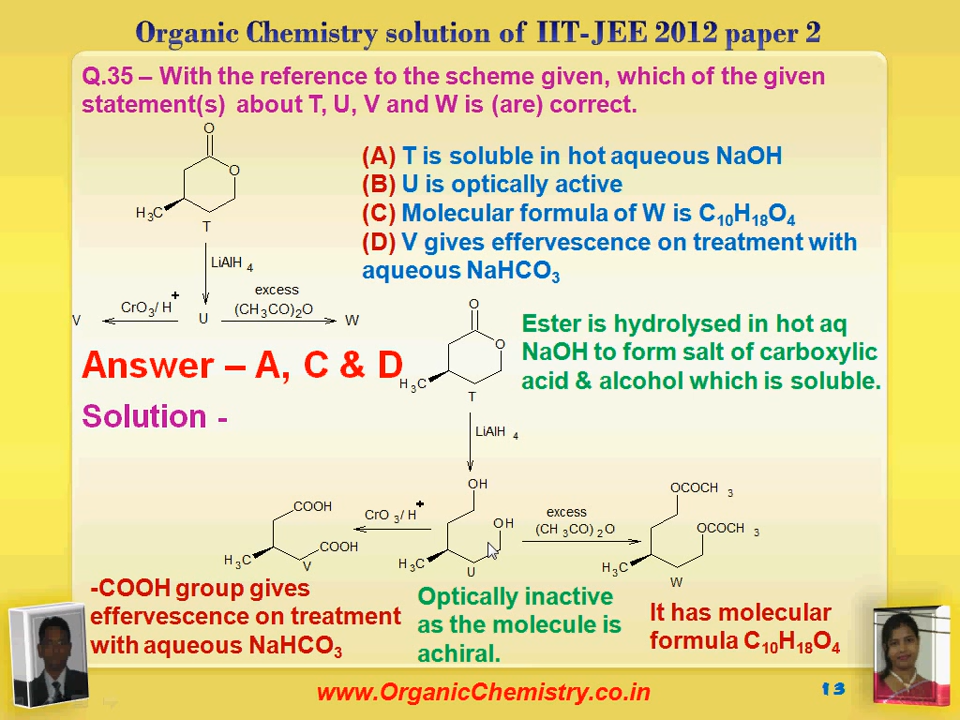 Organic Chemistry solution of IIT-JEE 2012 paper 2
Q.35 – With the reference to the scheme given, which of the given
statement(s) about T, U, V and W is (are) correct.
O
O
H3C
T
LiAlH4
CrO3/ H+
excess
(CH3CO)2O
V
U
W
(A) T is soluble in hot aqueous NaOH
(B) U is optically active
(C) Molecular formula of W is C10H18O4
(D) V gives effervescence on treatment with
aqueous NaHCO3
Answer – A, C & D
Solution -
O
O
H3C
T
LiAlH4
Ester is hydrolysed in hot aq
NaOH to form salt of carboxylic
acid & alcohol which is soluble.
COOH
COOH
H3C
V
CrO3/ H+
OH
OH
H3C
U
excess
(CH3CO)2O
OCOCH3
OCOCH3
H3C
W
-COOH group gives
effervescence on treatment
with aqueous NaHCO3
Optically inactive
as the molecule is
achiral.
It has molecular
formula C10H18O4
www.OrganicChemistry.co.in
13